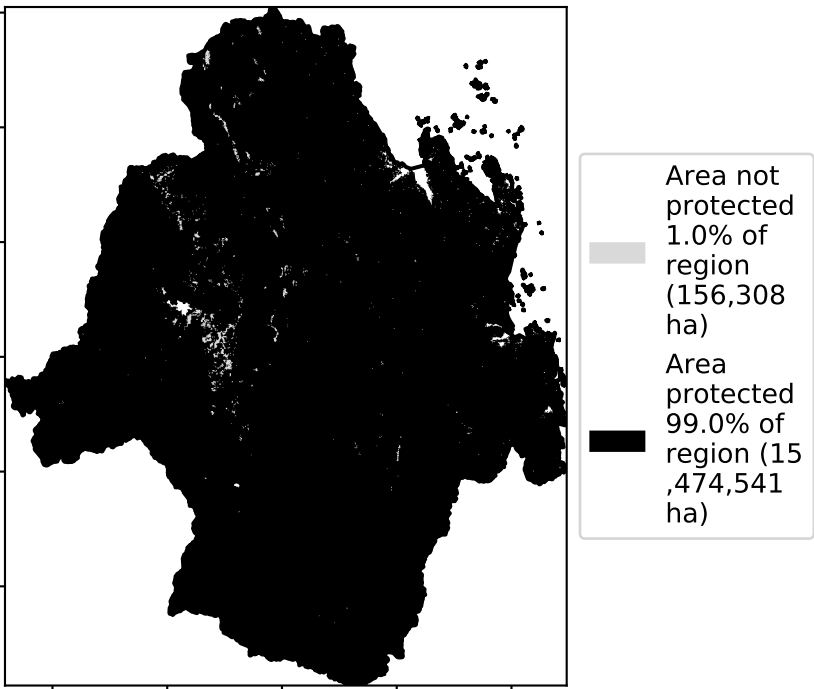 Area not
protected
1.0% of
region
(156,308
ha)
Area
protected
99.0% of
region (15
,474,541
ha)